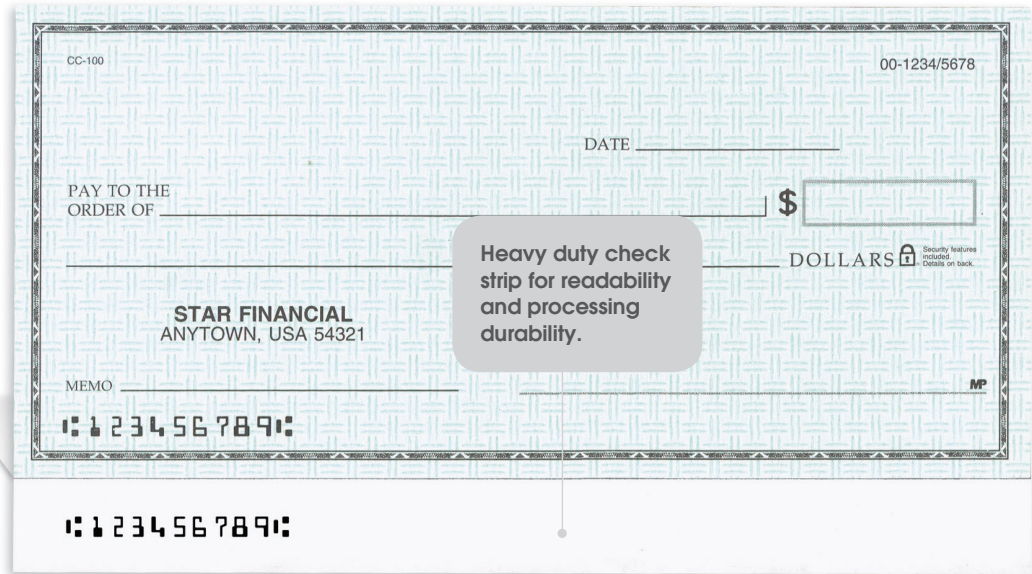 CC-100
00-1234/5678
DATE
PAY TO THE
ORDER OF
$
DOLLARS
Security features
included.
Details on back.
Heavy duty check
strip for readability
and processing
durability.
STAR FINANCIAL
ANYTOWN, USA 54321
MEMO
MP
⑆123456789⑆
⑆123456789⑆